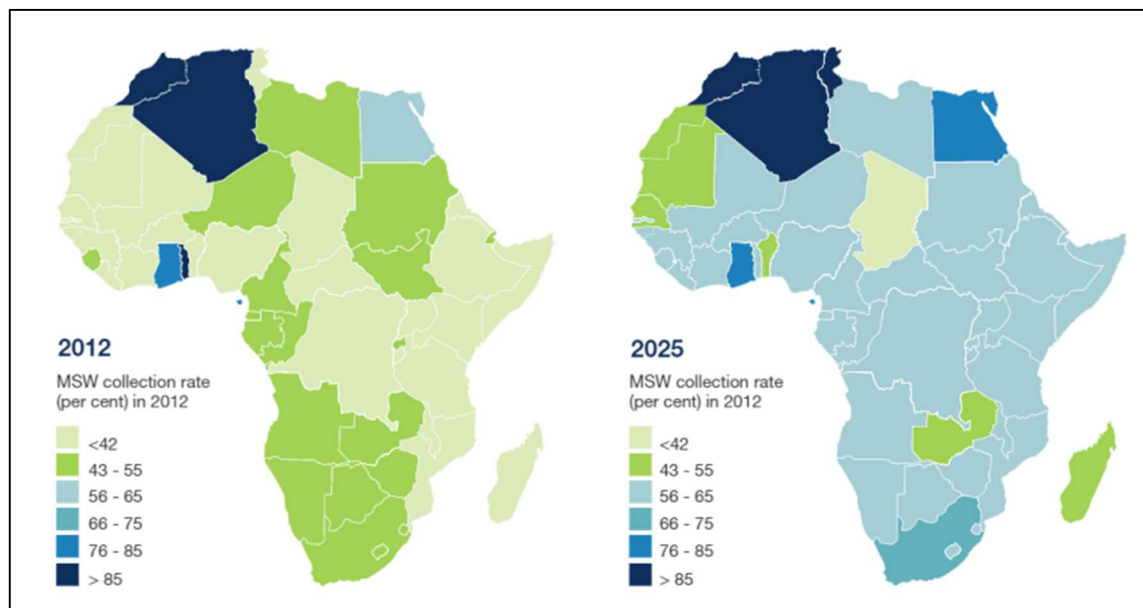 2012
MSW collection rate
(per cent) in 2012
<42
43 - 55
56 - 65
66 - 75
76 - 85
> 85
2025
MSW collection rate
(per cent) in 2012
<42
43 - 55
56 - 65
66 - 75
76 - 85
> 85